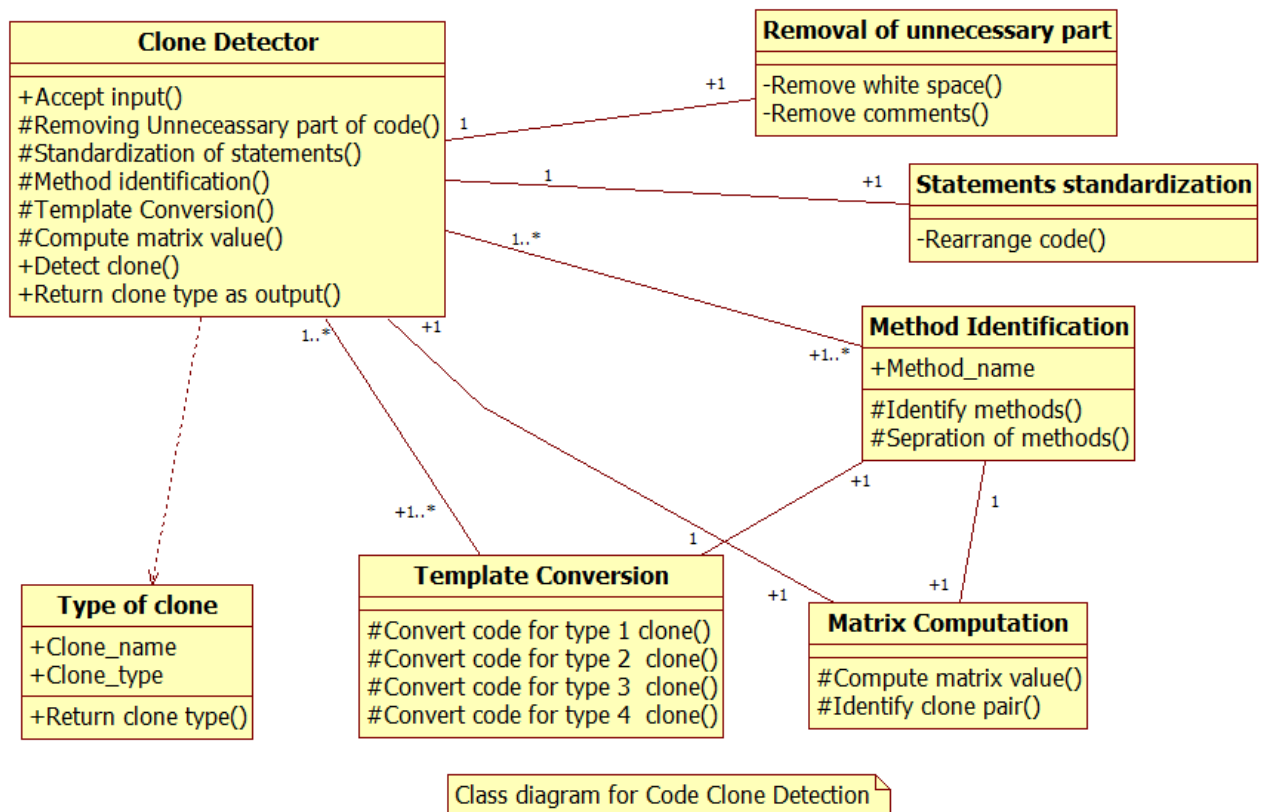 Clone Detector
+Accept input()
#Removing Unneceassary part of code()
#Standardization of statements()
#Method identification()
#Template Conversion()
#Compute matrix value()
+Detect clone()
+Return clone type as output()
Removal of unnecessary part
-Remove white space()
-Remove comments()
1
+1
Statements standardization
-Rearrange code()
1
+1
Method Identification
+Method_name
#Identify methods()
#Sepration of methods()
1..*
+1..*
1..*
+1..*
+1
+1
+1
1
1
+1
Type of clone
+Clone_name
+Clone_type
+Return clone type()
Template Conversion
#Convert code for type 1 clone()
#Convert code for type 2  clone()
#Convert code for type 3  clone()
#Convert code for type 4  clone()
Matrix Computation
#Compute matrix value()
#Identify clone pair()
Class diagram for Code Clone Detection